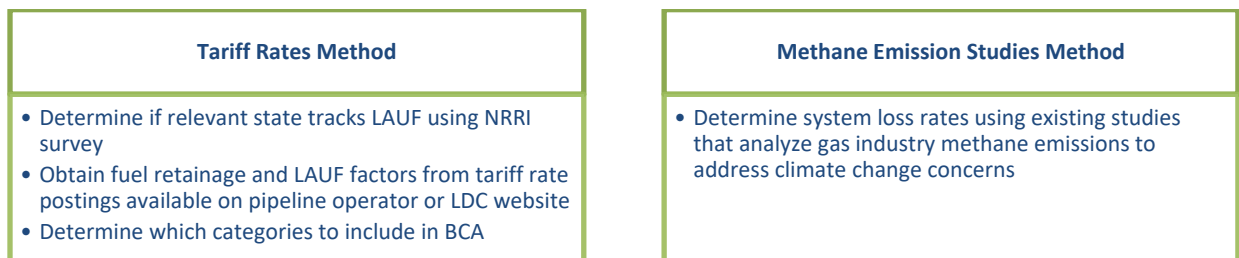 Tariff Rates Method
• Determine if relevant state tracks LAUF using NRRI
survey
• Obtain fuel retainage and LAUF factors from tariff rate
postings available on pipeline operator or LDC website
• Determine which categories to include in BCA
Methane Emission Studies Method
• Determine system loss rates using existing studies
that analyze gas industry methane emissions to
address climate change concerns